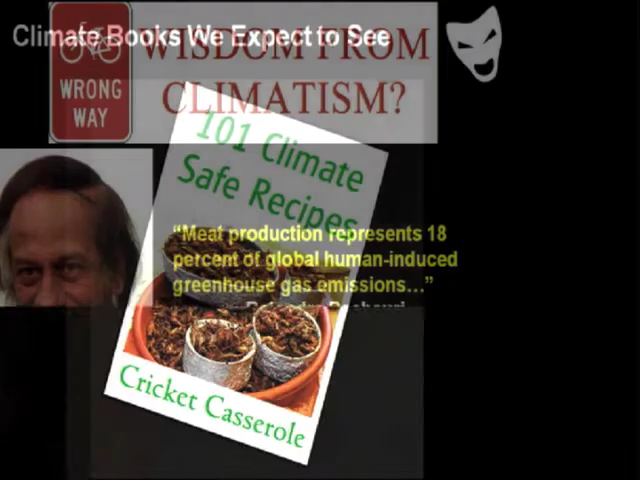 Climate Books We Expect to See
WISDOM FROM
CLIMATISM?
WRONG
WAY
101 Climate
Safe Recipes
“Meat production represents 18
percent of global human-induced
greenhouse gas emissions…”
Cricket Casserole